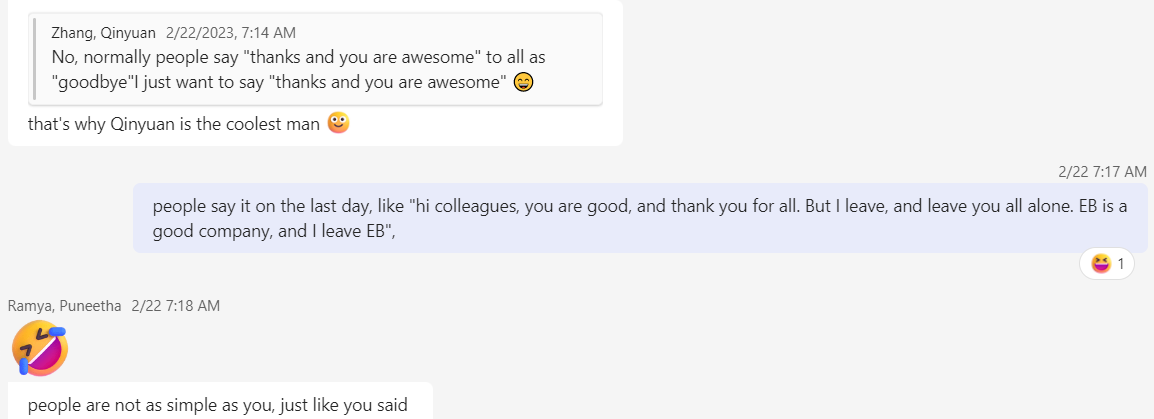 Zhang, Qinyuan 2/22/2023, 7:14 AM
No, normally people say "thanks and you are awesome" to all as
"goodbye"I just want to say "thanks and you are awesome" 😄
that's why Qinyuan is the coolest man 🙂
2/22 7:17 AM
people say it on the last day, like "hi colleagues, you are good, and thank you for all. But I leave, and leave you all alone. EB is a
good company, and I leave EB",
😆 1
Ramya, Puneetha 2/22 7:18 AM
🤣
people are not as simple as you, just like you said